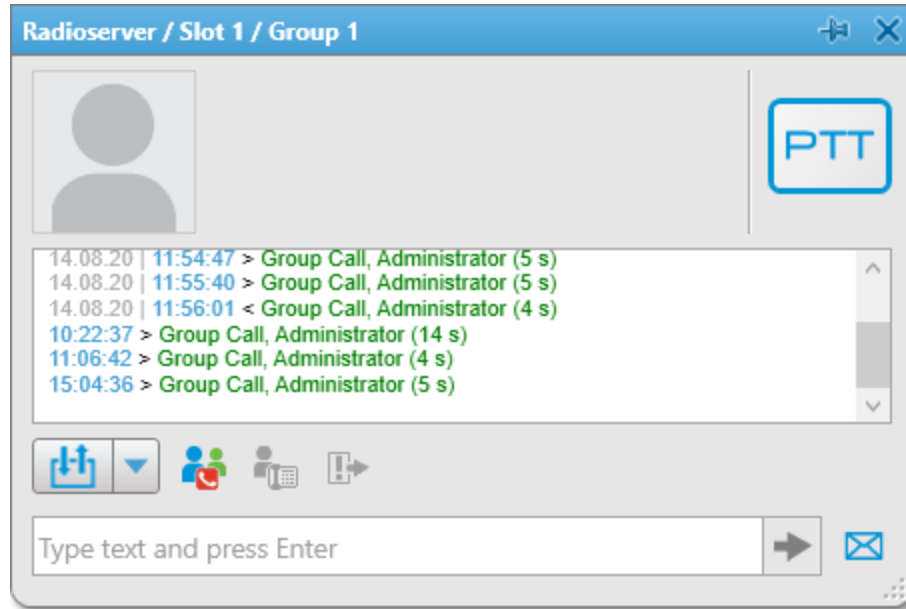 Radioserver / Slot 1 / Group 1
PTT
14.08.20 | 11:54:47 > Group Call, Administrator (5 s)
14.08.20 | 11:55:40 > Group Call, Administrator (5 s)
14.08.20 | 11:56:01 < Group Call, Administrator (4 s)
10:22:37 > Group Call, Administrator (14 s)
11:06:42 > Group Call, Administrator (4 s)
15:04:36 > Group Call, Administrator (5 s)
Type text and press Enter